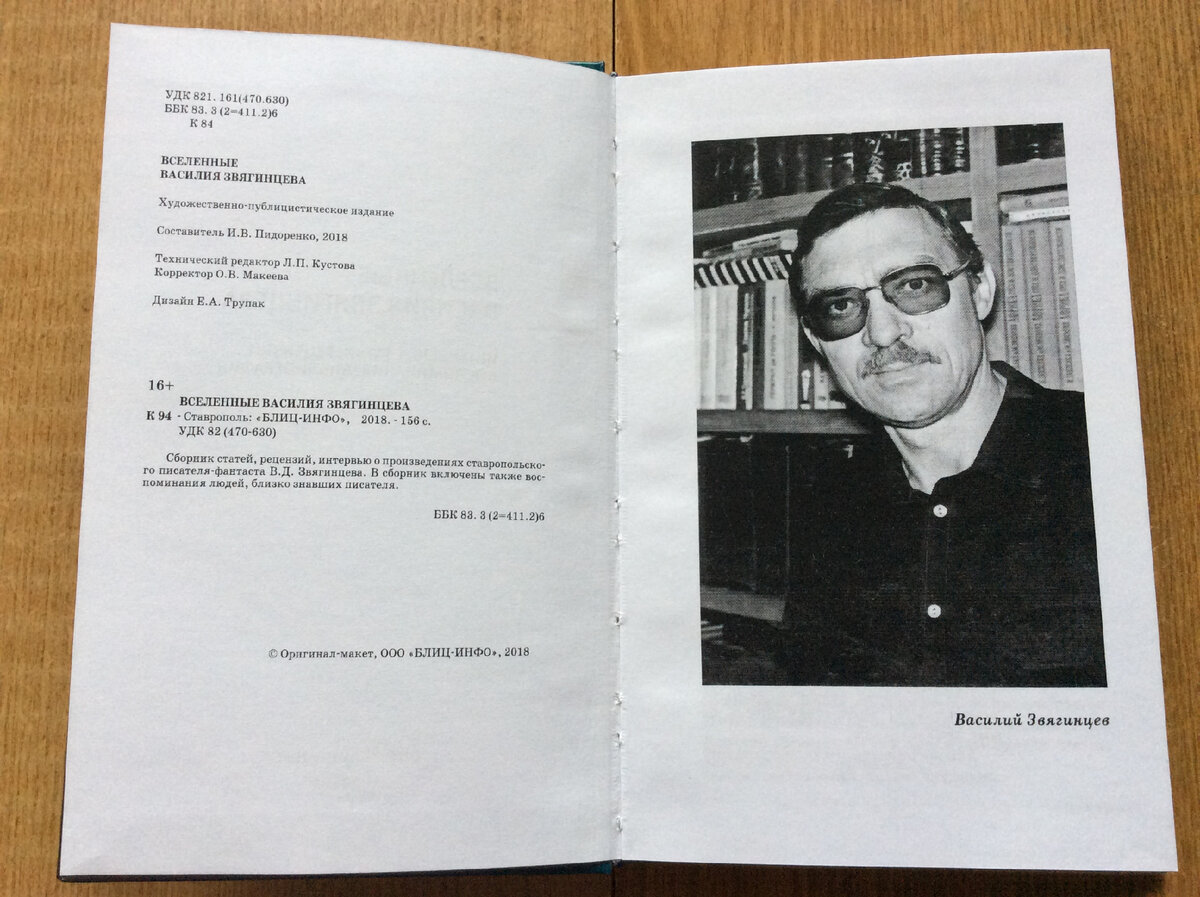 УДК 821. 161(470.630)
ББК 83. 3 (2=411.2)6
К 84
ВСЕЛЕННЫЕ
ВАСИЛИЯ ЗВЯГИНЦЕВА
Художественно-публицистическое издание
Составитель И.В. Пидоренко, 2018
Технический редактор Л.П. Кустова
Корректор О.В. Макеева
Дизайн Е.А. Трупак
16+
ВСЕЛЕННЫЕ ВАСИЛИЯ ЗВЯГИНЦЕВА
К 94 - Ставрополь: «БЛИЦ-ИНФО», 2018. - 156 с.
УДК 82 (470-630)
Сборник статей, рецензий, интервью о произведениях ставропольско-
го писателя-фантаста В.Д. Звягинцева. В сборник включены также вос-
поминания людей, близко знавших писателя.
ББК 83. 3 (2=411.2)6
© Оригинал-макет, ООО «БЛИЦ-ИНФО», 2018
Василий Звягинцев